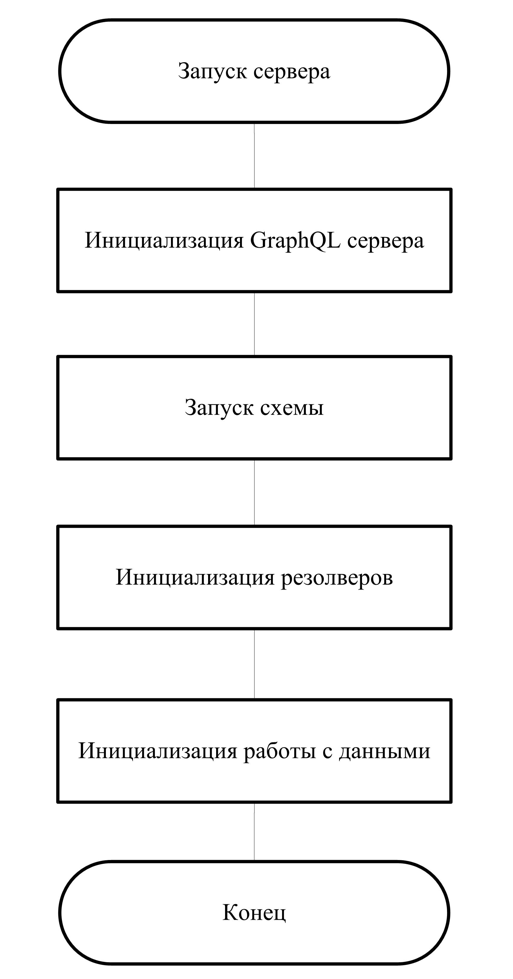 Запуск сервера
Инициализация GraphQL сервера
Запуск схемы
Инициализация резолверов
Инициализация работы с данными
Конец